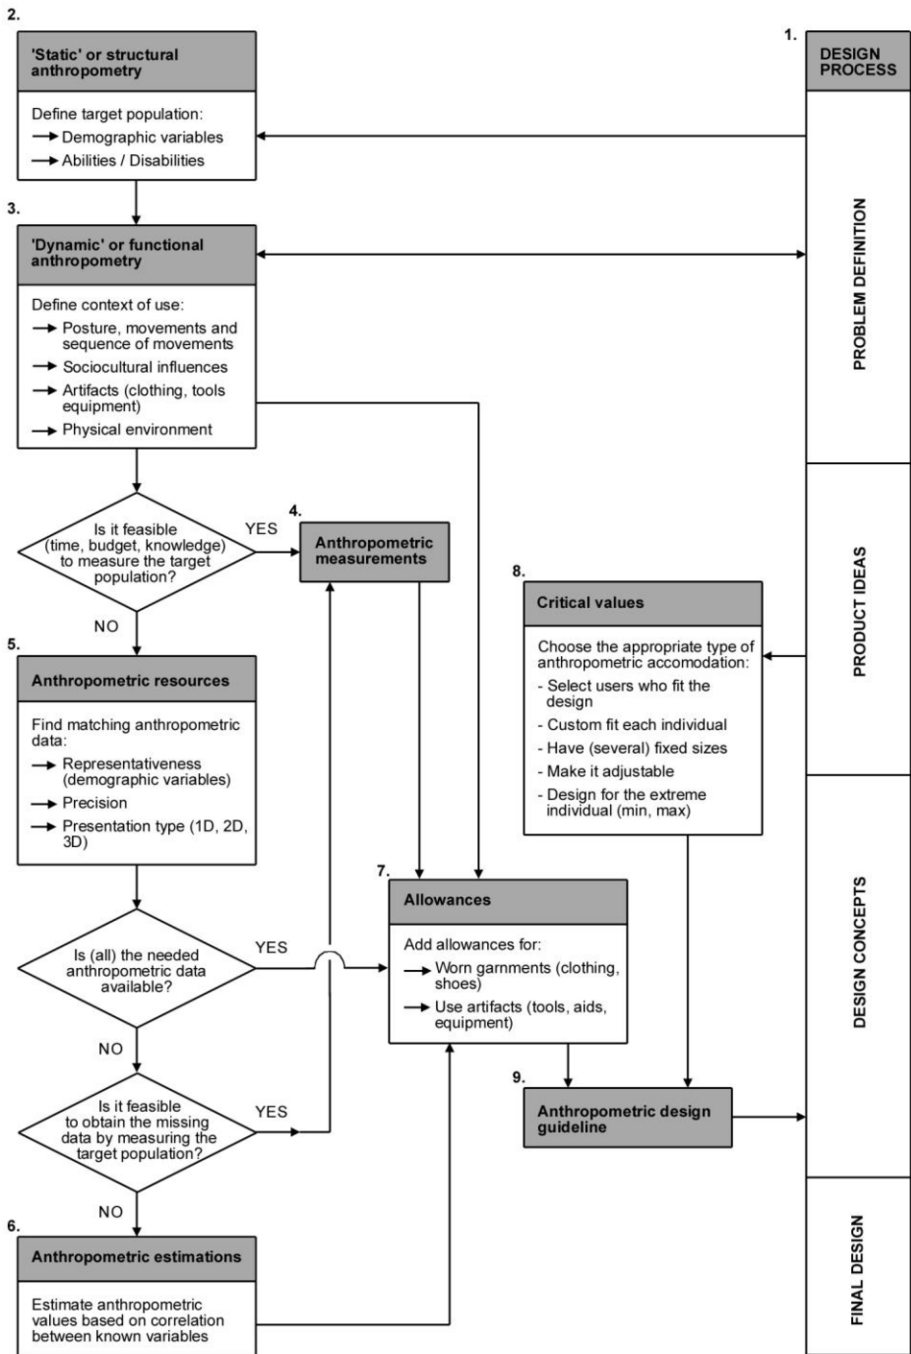 2.
'Static' or structural
anthropometry
Define target population:
→ Demographic variables
→ Abilities / Disabilities
1.
DESIGN
PROCESS
PROBLEM DEFINITION
PRODUCT IDEAS
DESIGN CONCEPTS
FINAL DESIGN
3.
'Dynamic' or functional
anthropometry
Define context of use:
→ Posture, movements and
sequence of movements
→ Sociocultural influences
→ Artifacts (clothing, tools
equipment)
→ Physical environment
Is it feasible
(time, budget, knowledge)
to measure the target
population?
YES
NO
4.
Anthropometric
measurements
5.
Anthropometric resources
Find matching anthropometric
data:
→ Representativeness
(demographic variables)
→ Precision
→ Presentation type (1D, 2D,
3D)
Is (all) the needed
anthropometric data
available?
YES
NO
Is it feasible
to obtain the missing
data by measuring the
target population?
YES
NO
6.
Anthropometric estimations
Estimate anthropometric
values based on correlation
between known variables
7.
Allowances
Add allowances for:
→ Worn garnments (clothing,
shoes)
→ Use artifacts (tools, aids,
equipment)
8.
Critical values
Choose the appropriate type of
anthropometric accomodation:
- Select users who fit the
design
- Custom fit each individual
- Have (several) fixed sizes
- Make it adjustable
- Design for the extreme
individual (min, max)
9.
Anthropometric design
guideline